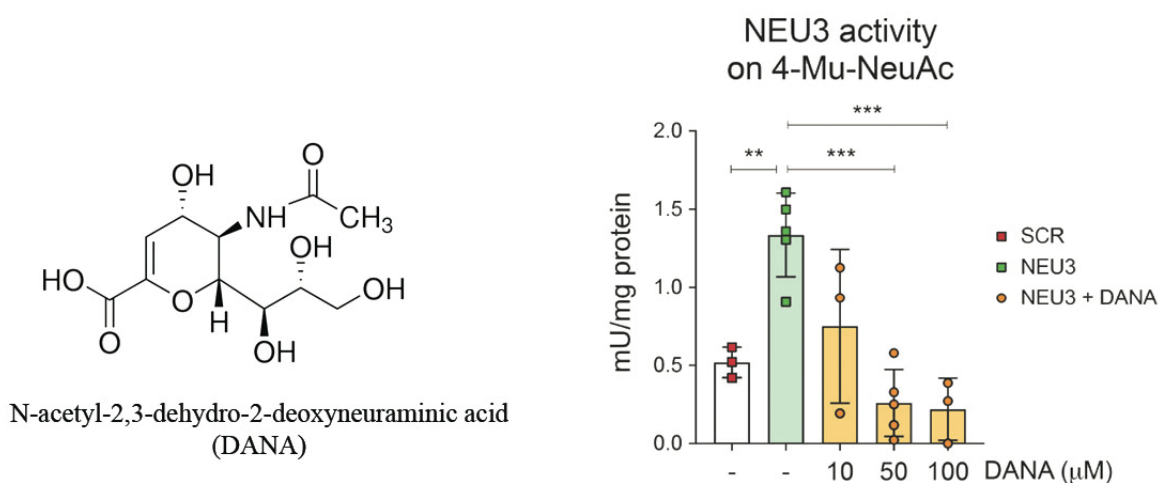 OH
O
NH
CH3
OH
HO
OH
O
H
O
OH
N-acetyl-2,3-dehydro-2-deoxyneuraminic acid
(DANA)
NEU3 activity
on 4-Mu-NeuAc
***
** ***
2.0
1.5
1.0
0.5
0.0
mU/mg protein
SCR
NEU3
NEU3 + DANA
- - 10 50 100 DANA (μM)